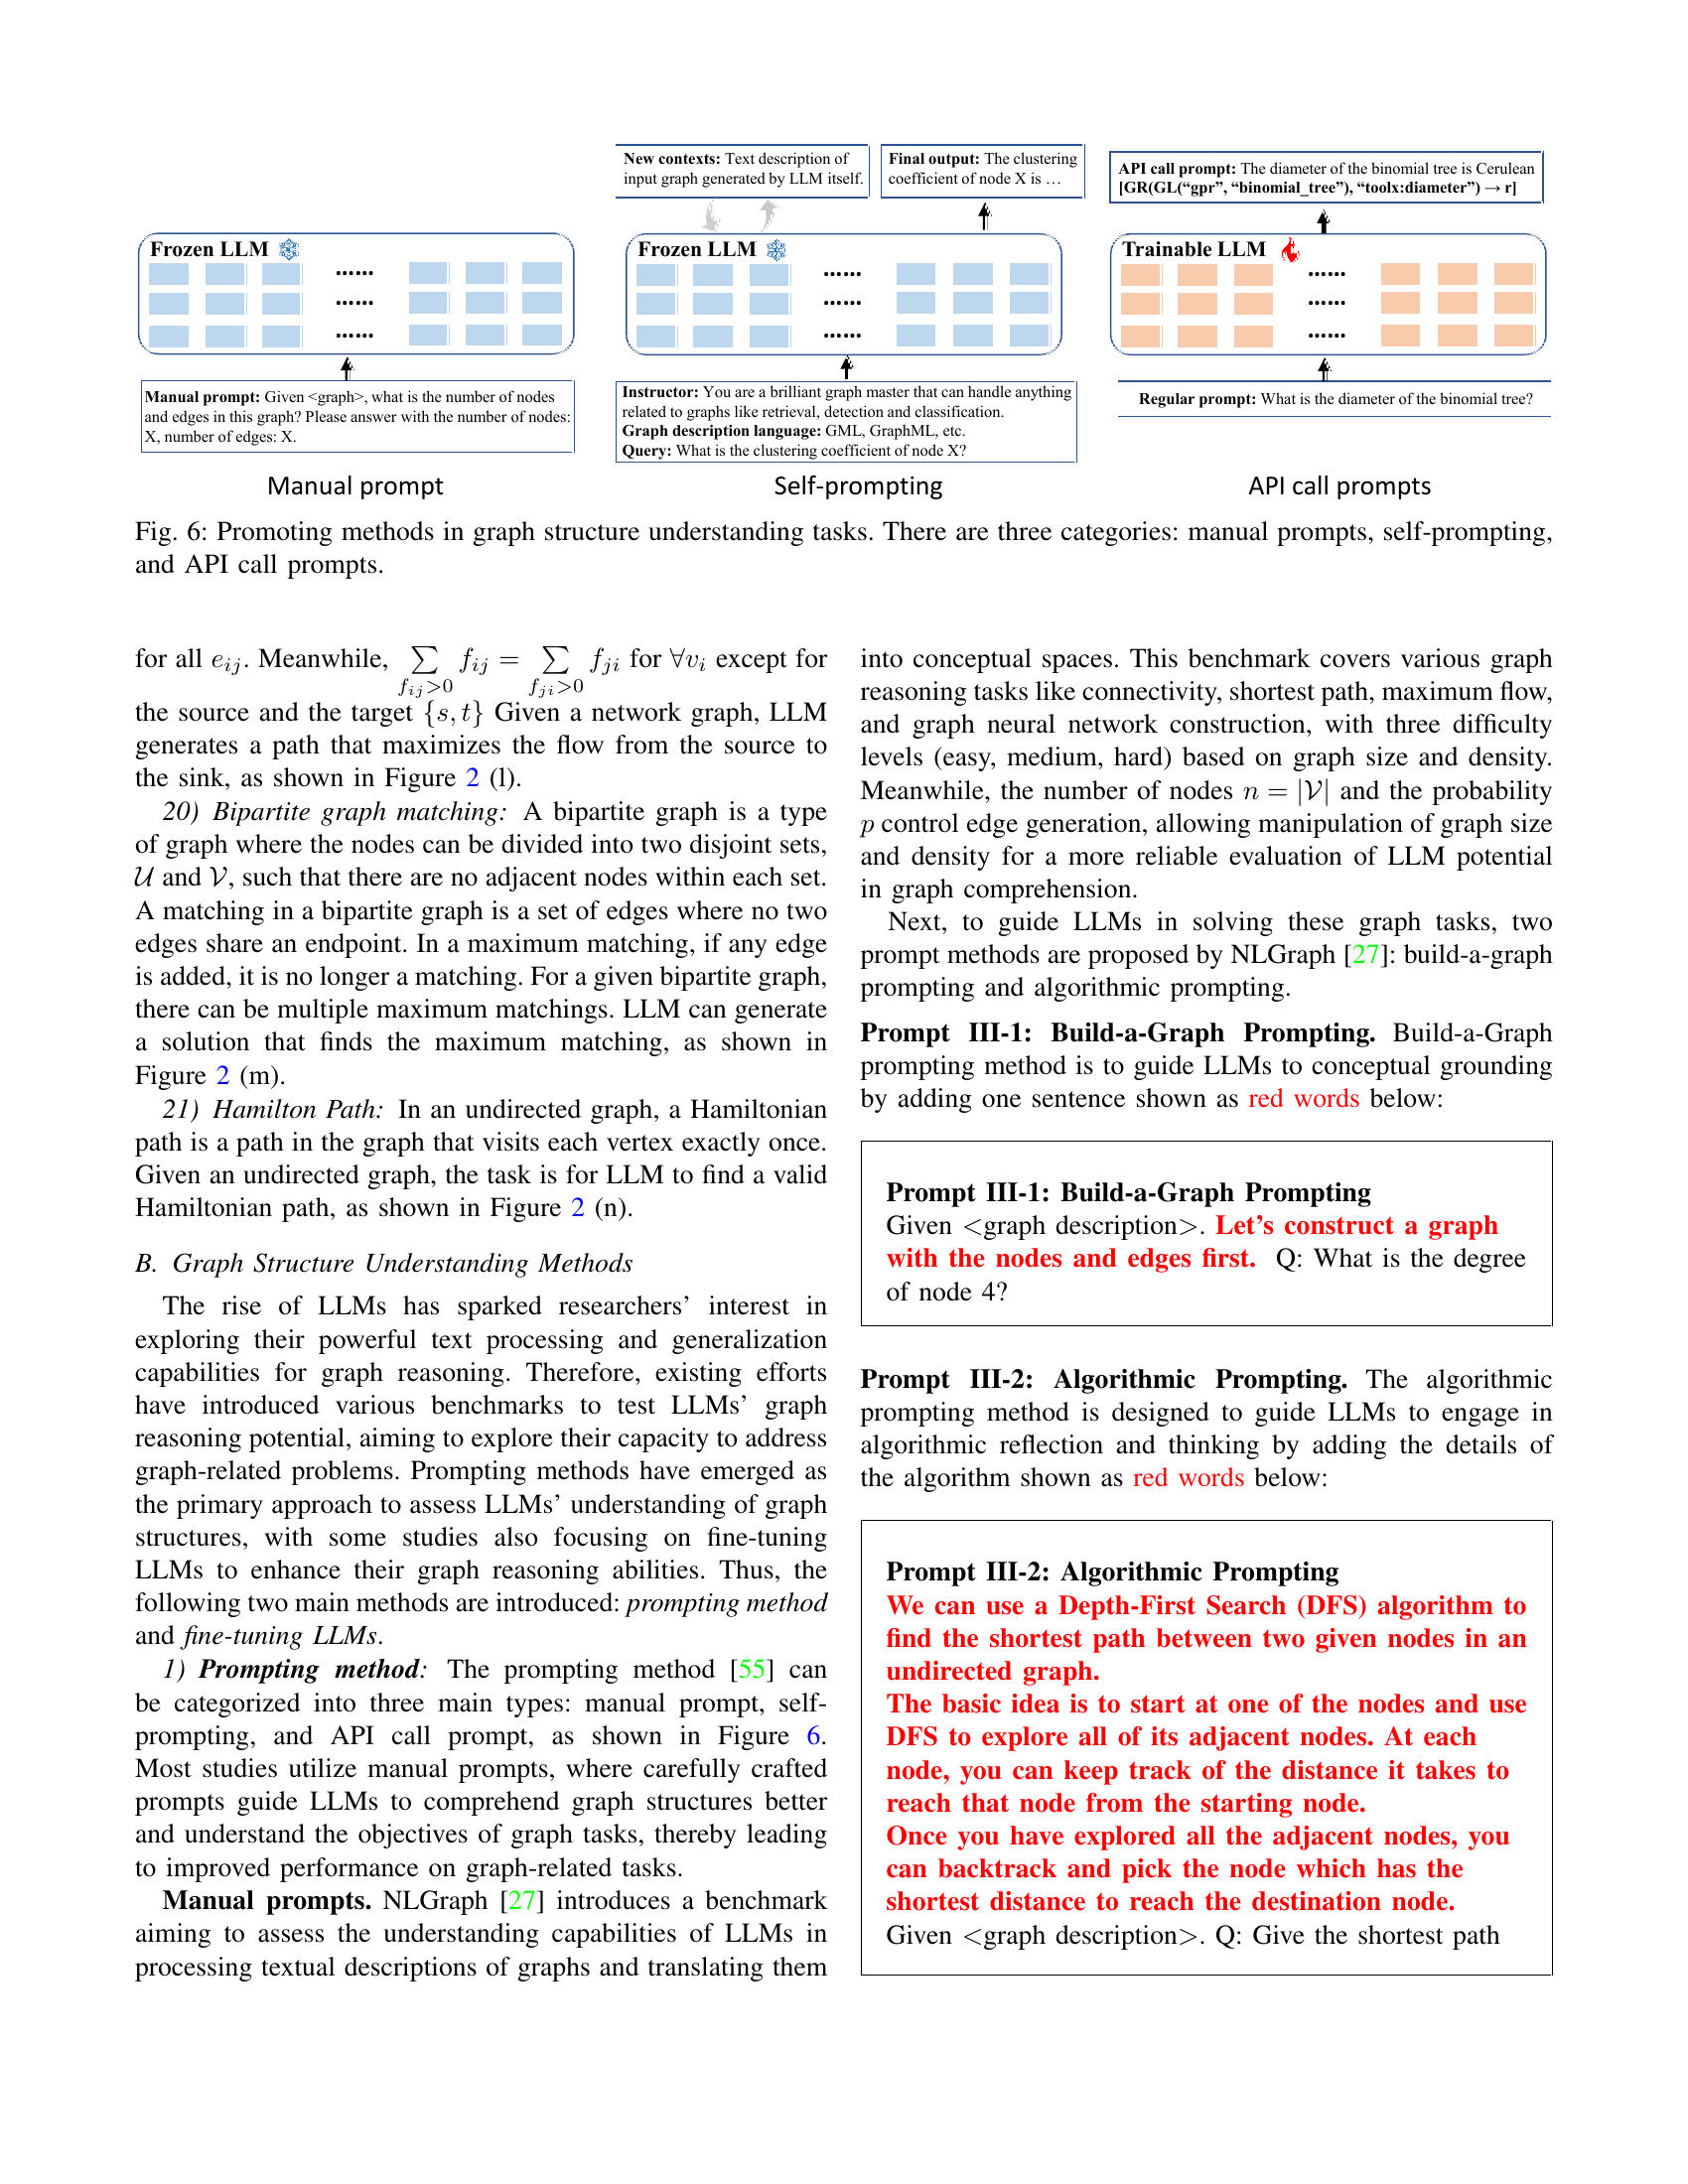 New contexts: Text description of
input graph generated by LLM itself.
Final output: The clustering
coefficient of node X is …
API call prompt: The diameter of the binomial tree is Cerulean
[GR(GL(“gpr”, “binomial_tree”), “toolx:diameter”) → r]
Frozen LLM
......
......
......
Frozen LLM
......
......
......
Trainable LLM
......
......
......
Manual prompt: Given <graph>, what is the number of nodes
and edges in this graph? Please answer with the number of nodes:
X, number of edges: X.
Instructor: You are a brilliant graph master that can handle anything
related to graphs like retrieval, detection and classification.
Graph description language: GML, GraphML, etc.
Query: What is the clustering coefficient of node X?
Regular prompt: What is the diameter of the binomial tree?
Manual prompt
Self-prompting
API call prompts
Fig. 6: Promoting methods in graph structure understanding tasks. There are three categories: manual prompts, self-prompting,
and API call prompts.
for all e_{ij}. Meanwhile, ∑_{f_{ij}>0} f_{ij} = ∑_{f_{ji}>0} f_{ji} for ∀v_i except for
the source and the target {s, t} Given a network graph, LLM
generates a path that maximizes the flow from the source to
the sink, as shown in Figure 2 (l).
20) Bipartite graph matching: A bipartite graph is a type
of graph where the nodes can be divided into two disjoint sets,
𝒰 and 𝒱, such that there are no adjacent nodes within each set.
A matching in a bipartite graph is a set of edges where no two
edges share an endpoint. In a maximum matching, if any edge
is added, it is no longer a matching. For a given bipartite graph,
there can be multiple maximum matchings. LLM can generate
a solution that finds the maximum matching, as shown in
Figure 2 (m).
21) Hamilton Path: In an undirected graph, a Hamiltonian
path is a path in the graph that visits each vertex exactly once.
Given an undirected graph, the task is for LLM to find a valid
Hamiltonian path, as shown in Figure 2 (n).
B. Graph Structure Understanding Methods
The rise of LLMs has sparked researchers’ interest in
exploring their powerful text processing and generalization
capabilities for graph reasoning. Therefore, existing efforts
have introduced various benchmarks to test LLMs’ graph
reasoning potential, aiming to explore their capacity to address
graph-related problems. Prompting methods have emerged as
the primary approach to assess LLMs’ understanding of graph
structures, with some studies also focusing on fine-tuning
LLMs to enhance their graph reasoning abilities. Thus, the
following two main methods are introduced: prompting method
and fine-tuning LLMs.
1) Prompting method: The prompting method [55] can
be categorized into three main types: manual prompt, self-
prompting, and API call prompt, as shown in Figure 6.
Most studies utilize manual prompts, where carefully crafted
prompts guide LLMs to comprehend graph structures better
and understand the objectives of graph tasks, thereby leading
to improved performance on graph-related tasks.
Manual prompts. NLGraph [27] introduces a benchmark
aiming to assess the understanding capabilities of LLMs in
processing textual descriptions of graphs and translating them
into conceptual spaces. This benchmark covers various graph
reasoning tasks like connectivity, shortest path, maximum flow,
and graph neural network construction, with three difficulty
levels (easy, medium, hard) based on graph size and density.
Meanwhile, the number of nodes n = |𝒱| and the probability
p control edge generation, allowing manipulation of graph size
and density for a more reliable evaluation of LLM potential
in graph comprehension.
Next, to guide LLMs in solving these graph tasks, two
prompt methods are proposed by NLGraph [27]: build-a-graph
prompting and algorithmic prompting.
Prompt III-1: Build-a-Graph Prompting. Build-a-Graph
prompting method is to guide LLMs to conceptual grounding
by adding one sentence shown as red words below:
Prompt III-1: Build-a-Graph Prompting
Given <graph description>. Let’s construct a graph
with the nodes and edges first. Q: What is the degree
of node 4?
Prompt III-2: Algorithmic Prompting. The algorithmic
prompting method is designed to guide LLMs to engage in
algorithmic reflection and thinking by adding the details of
the algorithm shown as red words below:
Prompt III-2: Algorithmic Prompting
We can use a Depth-First Search (DFS) algorithm to
find the shortest path between two given nodes in an
undirected graph.
The basic idea is to start at one of the nodes and use
DFS to explore all of its adjacent nodes. At each
node, you can keep track of the distance it takes to
reach that node from the starting node.
Once you have explored all the adjacent nodes, you
can backtrack and pick the node which has the
shortest distance to reach the destination node.
Given <graph description>. Q: Give the shortest path